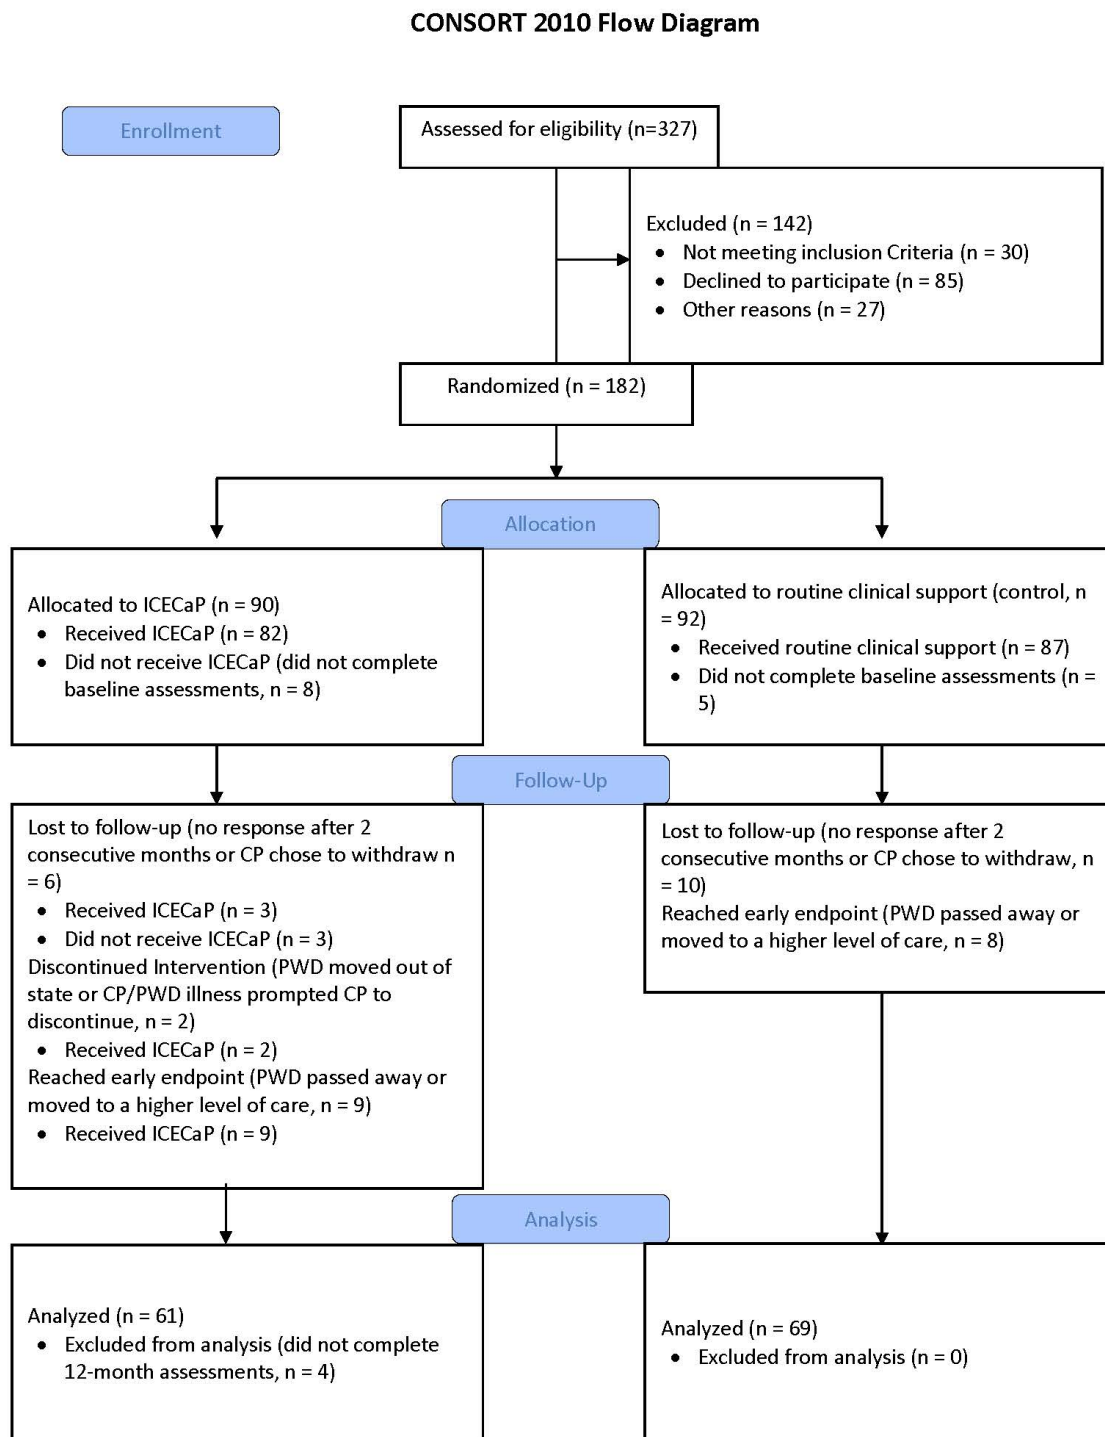 CONSORT 2010 Flow Diagram
Enrollment
Assessed for eligibility (n=327)
Excluded (n = 142)
• Not meeting inclusion Criteria (n = 30)
• Declined to participate (n = 85)
• Other reasons (n = 27)
Randomized (n = 182)
Allocation
Allocated to ICECaP (n = 90)
• Received ICECaP (n = 82)
• Did not receive ICECaP (did not complete
baseline assessments, n = 8)
Allocated to routine clinical support (control, n
= 92)
• Received routine clinical support (n = 87)
• Did not complete baseline assessments (n =
5)
Follow-Up
Lost to follow-up (no response after 2
consecutive months or CP chose to withdraw n
= 6)
• Received ICECaP (n = 3)
• Did not receive ICECaP (n = 3)
Discontinued Intervention (PWD moved out of
state or CP/PWD illness prompted CP to
discontinue, n = 2)
• Received ICECaP (n = 2)
Reached early endpoint (PWD passed away or
moved to a higher level of care, n = 9)
• Received ICECaP (n = 9)
Lost to follow-up (no response after 2
consecutive months or CP chose to withdraw, n
= 10)
Reached early endpoint (PWD passed away or
moved to a higher level of care, n = 8)
Analysis
Analyzed (n = 61)
• Excluded from analysis (did not complete
12-month assessments, n = 4)
Analyzed (n = 69)
• Excluded from analysis (n = 0)